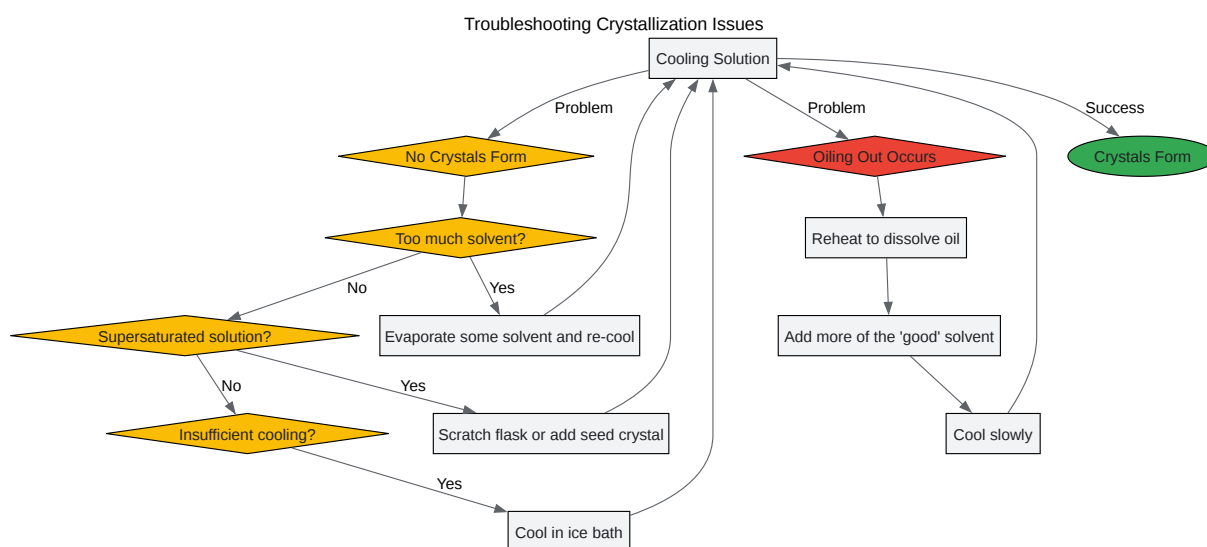 Troubleshooting Crystallization Issues
Cooling Solution
Problem
Problem
Success
No Crystals Form
Oiling Out Occurs
Crystals Form
Too much solvent?
Reheat to dissolve oil
No
Yes
Supersaturated solution?
Evaporate some solvent and re-cool
Add more of the 'good' solvent
No
Yes
Insufficient cooling?
Scratch flask or add seed crystal
Cool slowly
Yes
Cool in ice bath